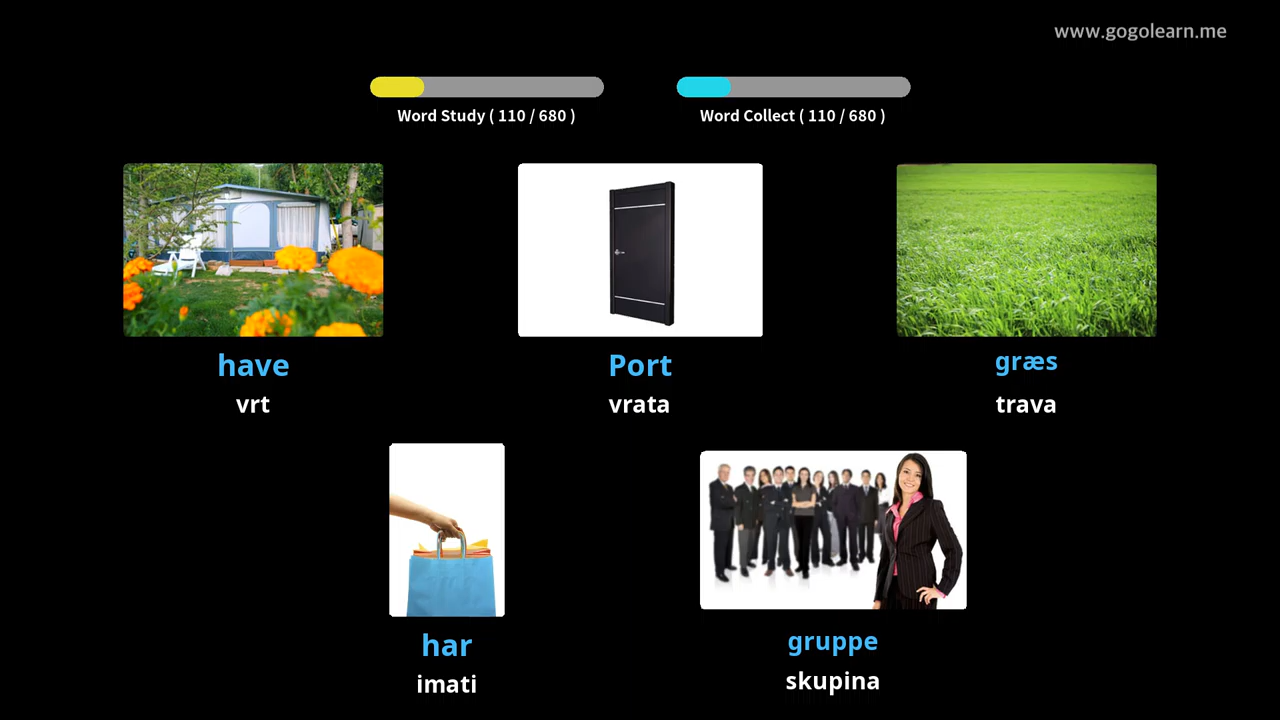 www.gogolearn.me
Word Study ( 110 / 680 )
Word Collect ( 110 / 680 )
have
vrt
Port
vrata
græs
trava
har
imati
gruppe
skupina